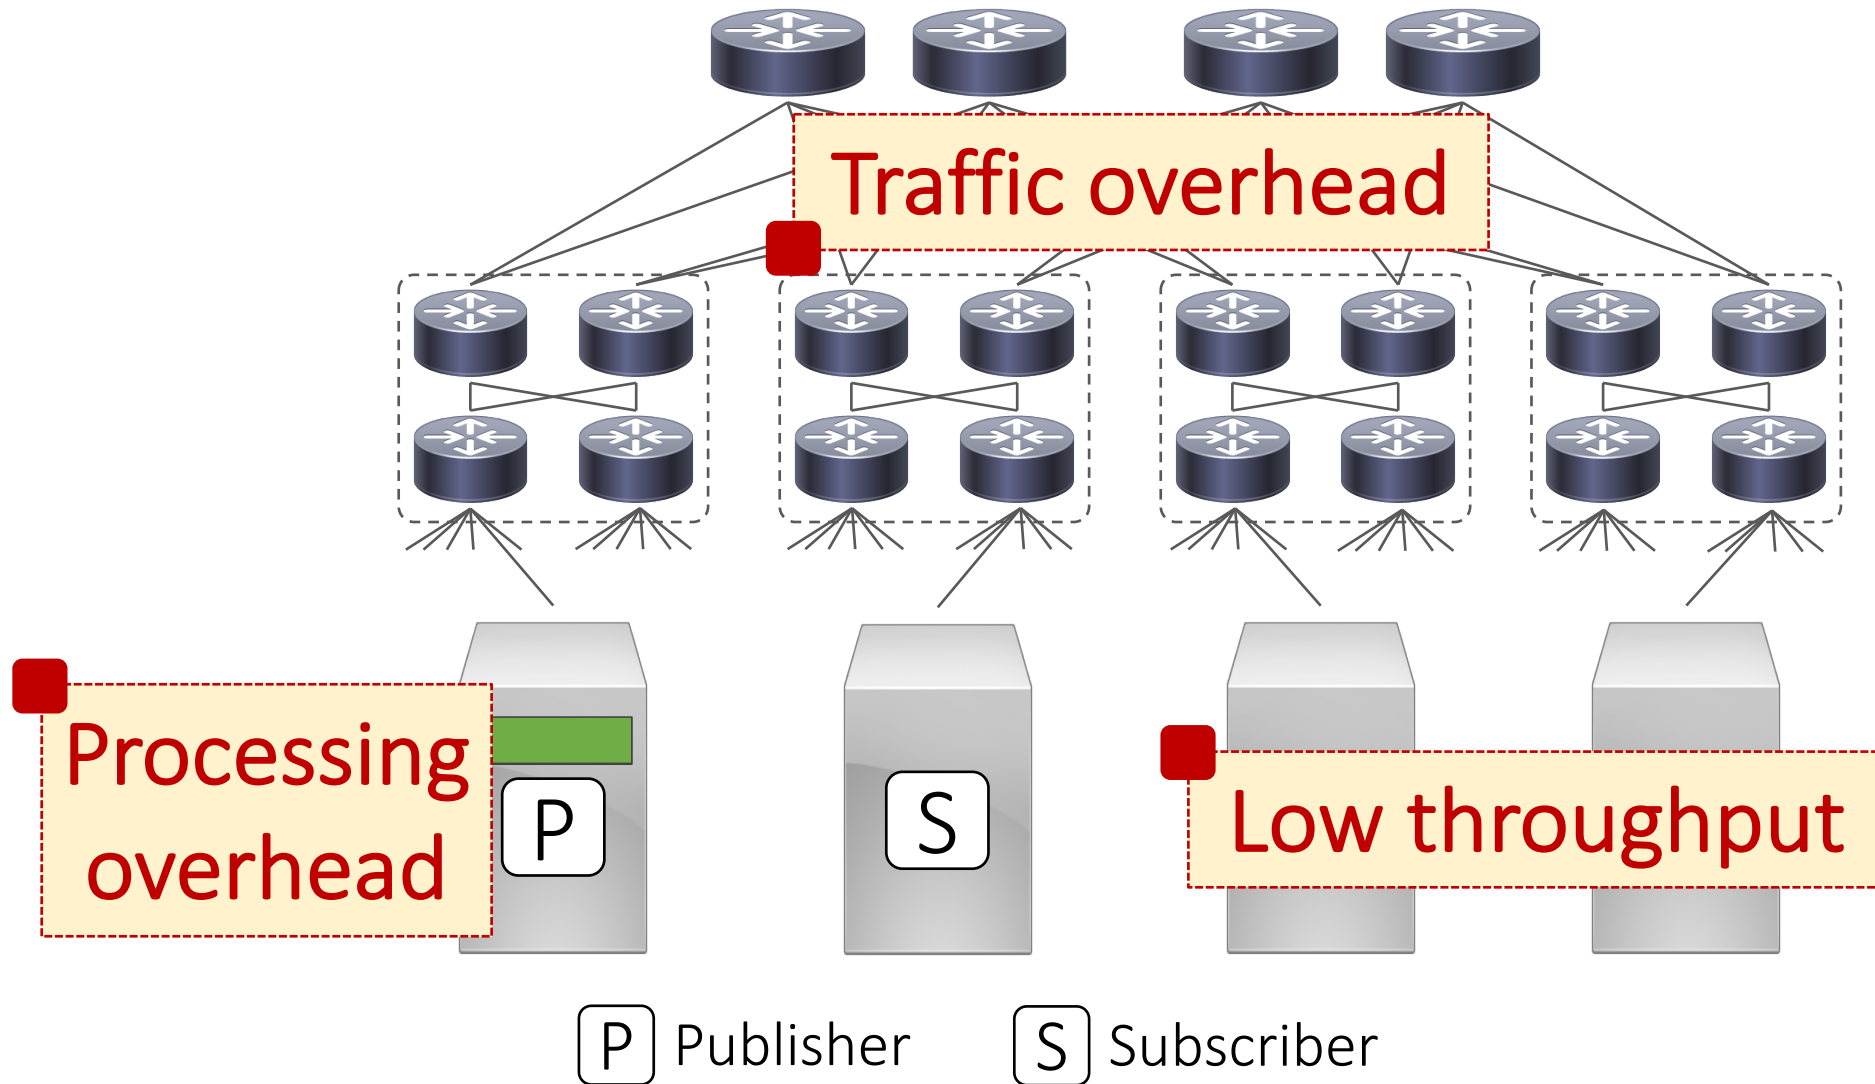 Traffic overhead
Processing
overhead
P
S
Low throughput
P Publisher
S Subscriber